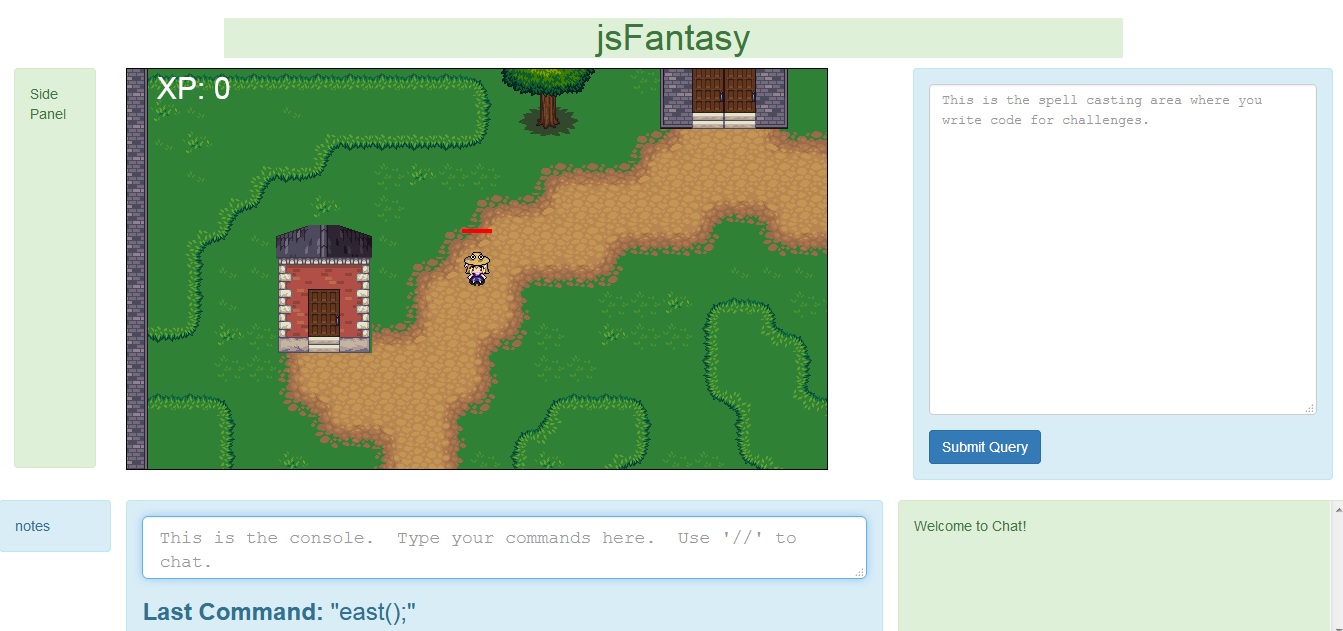 jsFantasy
Side
Panel
XP: 0
This is the spell casting area where you
write code for challenges.
Submit Query
notes
This is the console.  Type your commands here.  Use '//' to
chat.
Last Command: "east();"
Welcome to Chat!